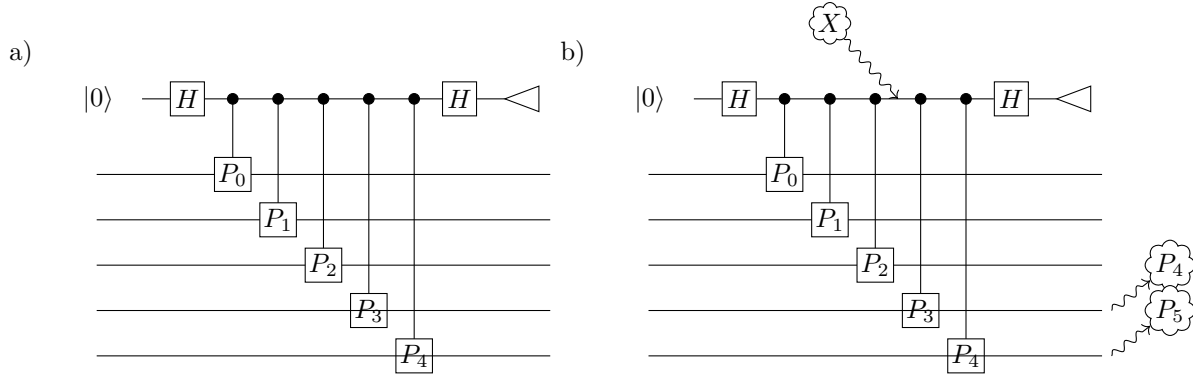 X
a) b)
|0⟩ H H |0⟩ H H
P₀ P₀
P₁ P₁
P₂ P₂ P₄
P₃ P₃ P₅
P₄ P₄